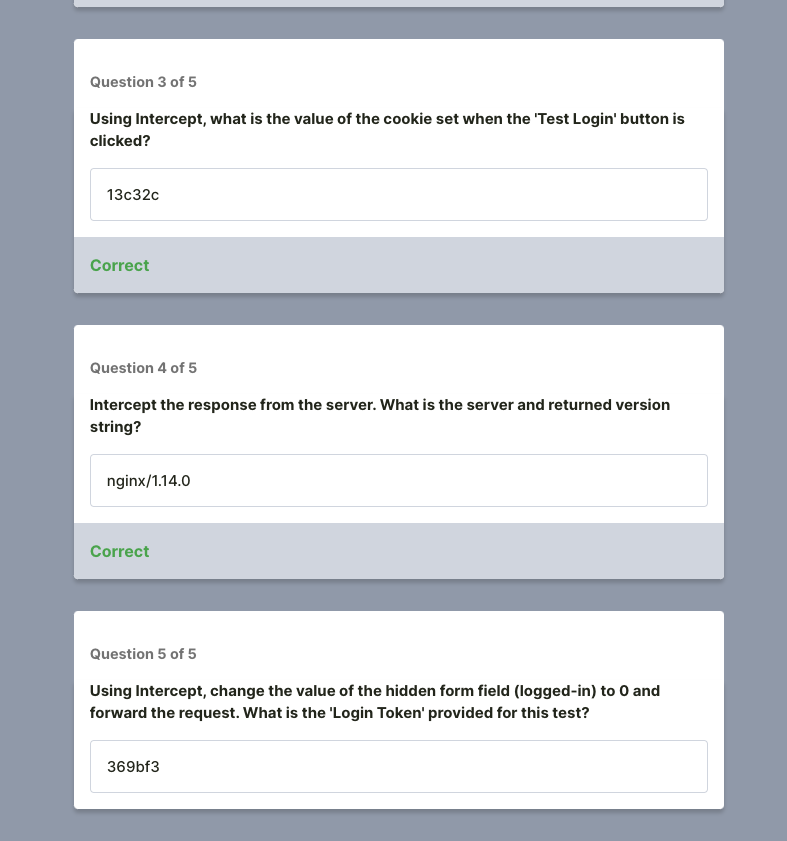 Question 3 of 5
Using Intercept, what is the value of the cookie set when the 'Test Login' button is
clicked?
13c32c
Correct
Question 4 of 5
Intercept the response from the server. What is the server and returned version
string?
nginx/1.14.0
Correct
Question 5 of 5
Using Intercept, change the value of the hidden form field (logged-in) to 0 and
forward the request. What is the 'Login Token' provided for this test?
369bf3